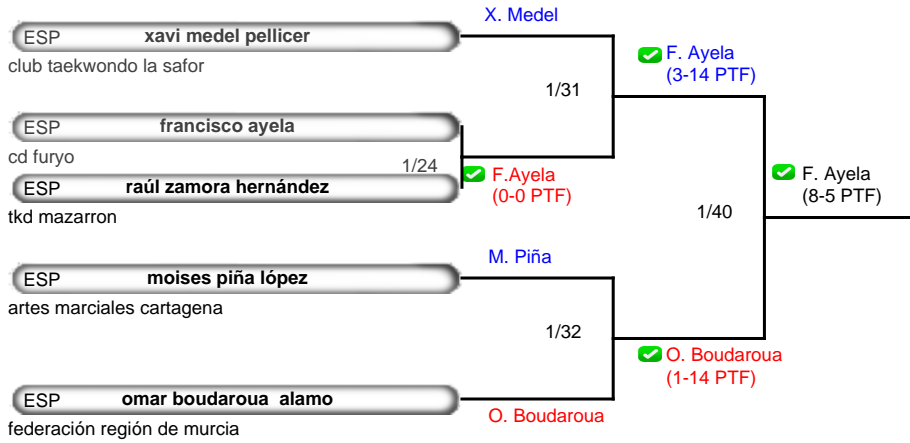 X. Medel
ESP xavi medel pellicer
club taekwondo la safor
F. Ayela
(3-14 PTF)
1/31
ESP francisco ayela
cd furyo
1/24
F.Ayela
(0-0 PTF)
ESP raúl zamora hernández
tkd mazarron
F. Ayela
(8-5 PTF)
1/40
M. Piña
ESP moises piña lópez
artes marciales cartagena
1/32
O. Boudaroua
(1-14 PTF)
ESP omar boudaroua alamo
O. Boudaroua
federación región de murcia